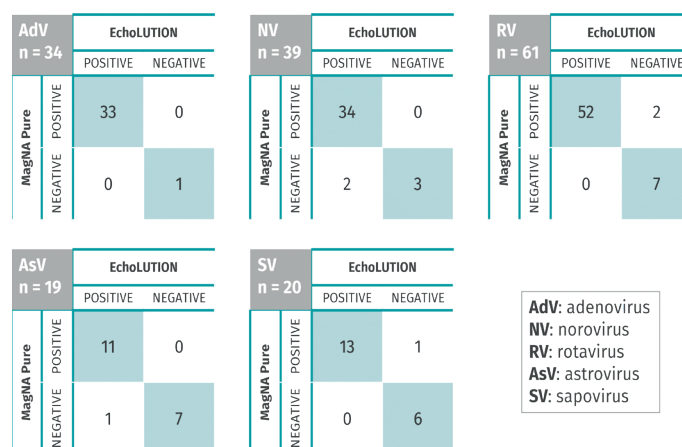 AdV
n = 34
EchoLUTION
POSITIVE NEGATIVE
MagNA Pure
POSITIVE
33 0
NEGATIVE
0 1
NV
n = 39
EchoLUTION
POSITIVE NEGATIVE
MagNA Pure
POSITIVE
34 0
NEGATIVE
2 3
RV
n = 61
EchoLUTION
POSITIVE NEGATIVE
MagNA Pure
POSITIVE
52 2
NEGATIVE
0 7
AsV
n = 19
EchoLUTION
POSITIVE NEGATIVE
MagNA Pure
POSITIVE
11 0
NEGATIVE
1 7
SV
n = 20
EchoLUTION
POSITIVE NEGATIVE
MagNA Pure
POSITIVE
13 1
NEGATIVE
0 6
AdV: adenovirus
NV: norovirus
RV: rotavirus
AsV: astrovirus
SV: sapovirus